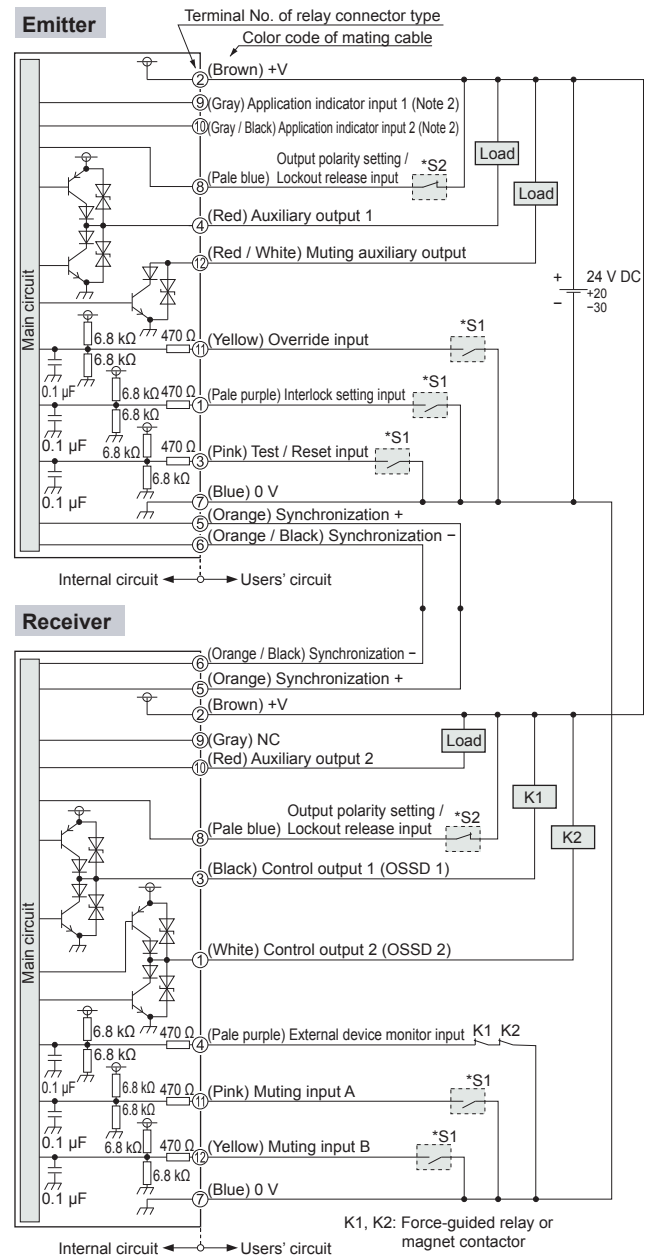 Emitter
Terminal No. of relay connector type
Color code of mating cable
② (Brown) +V
⑨ (Gray) Application indicator input 1 (Note 2)
⑩ (Gray / Black) Application indicator input 2 (Note 2)
Load
Output polarity setting /
*S2
⑧ (Pale blue) Lockout release input
Load
④ (Red) Auxiliary output 1
⑫ (Red / White) Muting auxiliary output
Main circuit
+
−
24 V DC
+20
−30
*S1
6.8 kΩ
470 Ω
⑪ (Yellow) Override input
6.8 kΩ
0.1 µF
*S1
6.8 kΩ
470 Ω
① (Pale purple) Interlock setting input
6.8 kΩ
0.1 µF
*S1
6.8 kΩ
470 Ω
③ (Pink) Test / Reset input
6.8 kΩ
0.1 µF
⑦ (Blue) 0 V
⑤ (Orange) Synchronization +
⑥ (Orange / Black) Synchronization −
Internal circuit
Users' circuit
Receiver
⑥ (Orange / Black) Synchronization −
⑤ (Orange) Synchronization +
② (Brown) +V
⑨ (Gray) NC
Load
⑩ (Red) Auxiliary output 2
K1
Output polarity setting /
*S2
⑧ (Pale blue) Lockout release input
K2
③ (Black) Control output 1 (OSSD 1)
Main circuit
① (White) Control output 2 (OSSD 2)
6.8 kΩ
470 Ω
④ (Pale purple) External device monitor input
K1 K2
6.8 kΩ
0.1 µF
*S1
6.8 kΩ
470 Ω
⑪ (Pink) Muting input A
6.8 kΩ
0.1 µF
*S1
6.8 kΩ
470 Ω
⑫ (Yellow) Muting input B
6.8 kΩ
0.1 µF
⑦ (Blue) 0 V
K1, K2: Force-guided relay or
magnet contactor
Internal circuit
Users' circuit